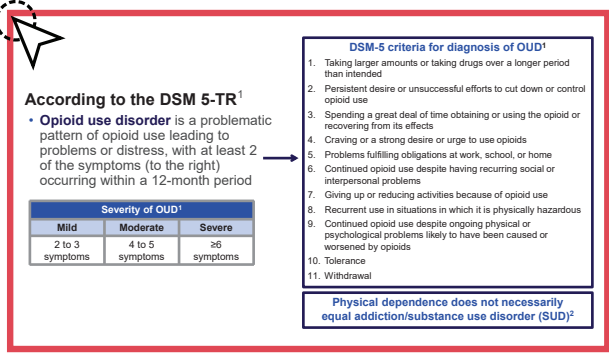 According to the DSM 5-TR1
• Opioid use disorder is a problematic
pattern of opioid use leading to
problems or distress, with at least 2
of the symptoms (to the right)
occurring within a 12-month period
Severity of OUD1
Mild Moderate Severe
2 to 3 4 to 5 ≥6
symptoms symptoms symptoms
DSM-5 criteria for diagnosis of OUD1
1. Taking larger amounts or taking drugs over a longer period
than intended
2. Persistent desire or unsuccessful efforts to cut down or control
opioid use
3. Spending a great deal of time obtaining or using the opioid or
recovering from its effects
4. Craving or a strong desire or urge to use opioids
5. Problems fulfilling obligations at work, school, or home
6. Continued opioid use despite having recurring social or
interpersonal problems
7. Giving up or reducing activities because of opioid use
8. Recurrent use in situations in which it is physically hazardous
9. Continued opioid use despite ongoing physical or
psychological problems likely to have been caused or
worsened by opioids
10. Tolerance
11. Withdrawal
Physical dependence does not necessarily
equal addiction/substance use disorder (SUD)2